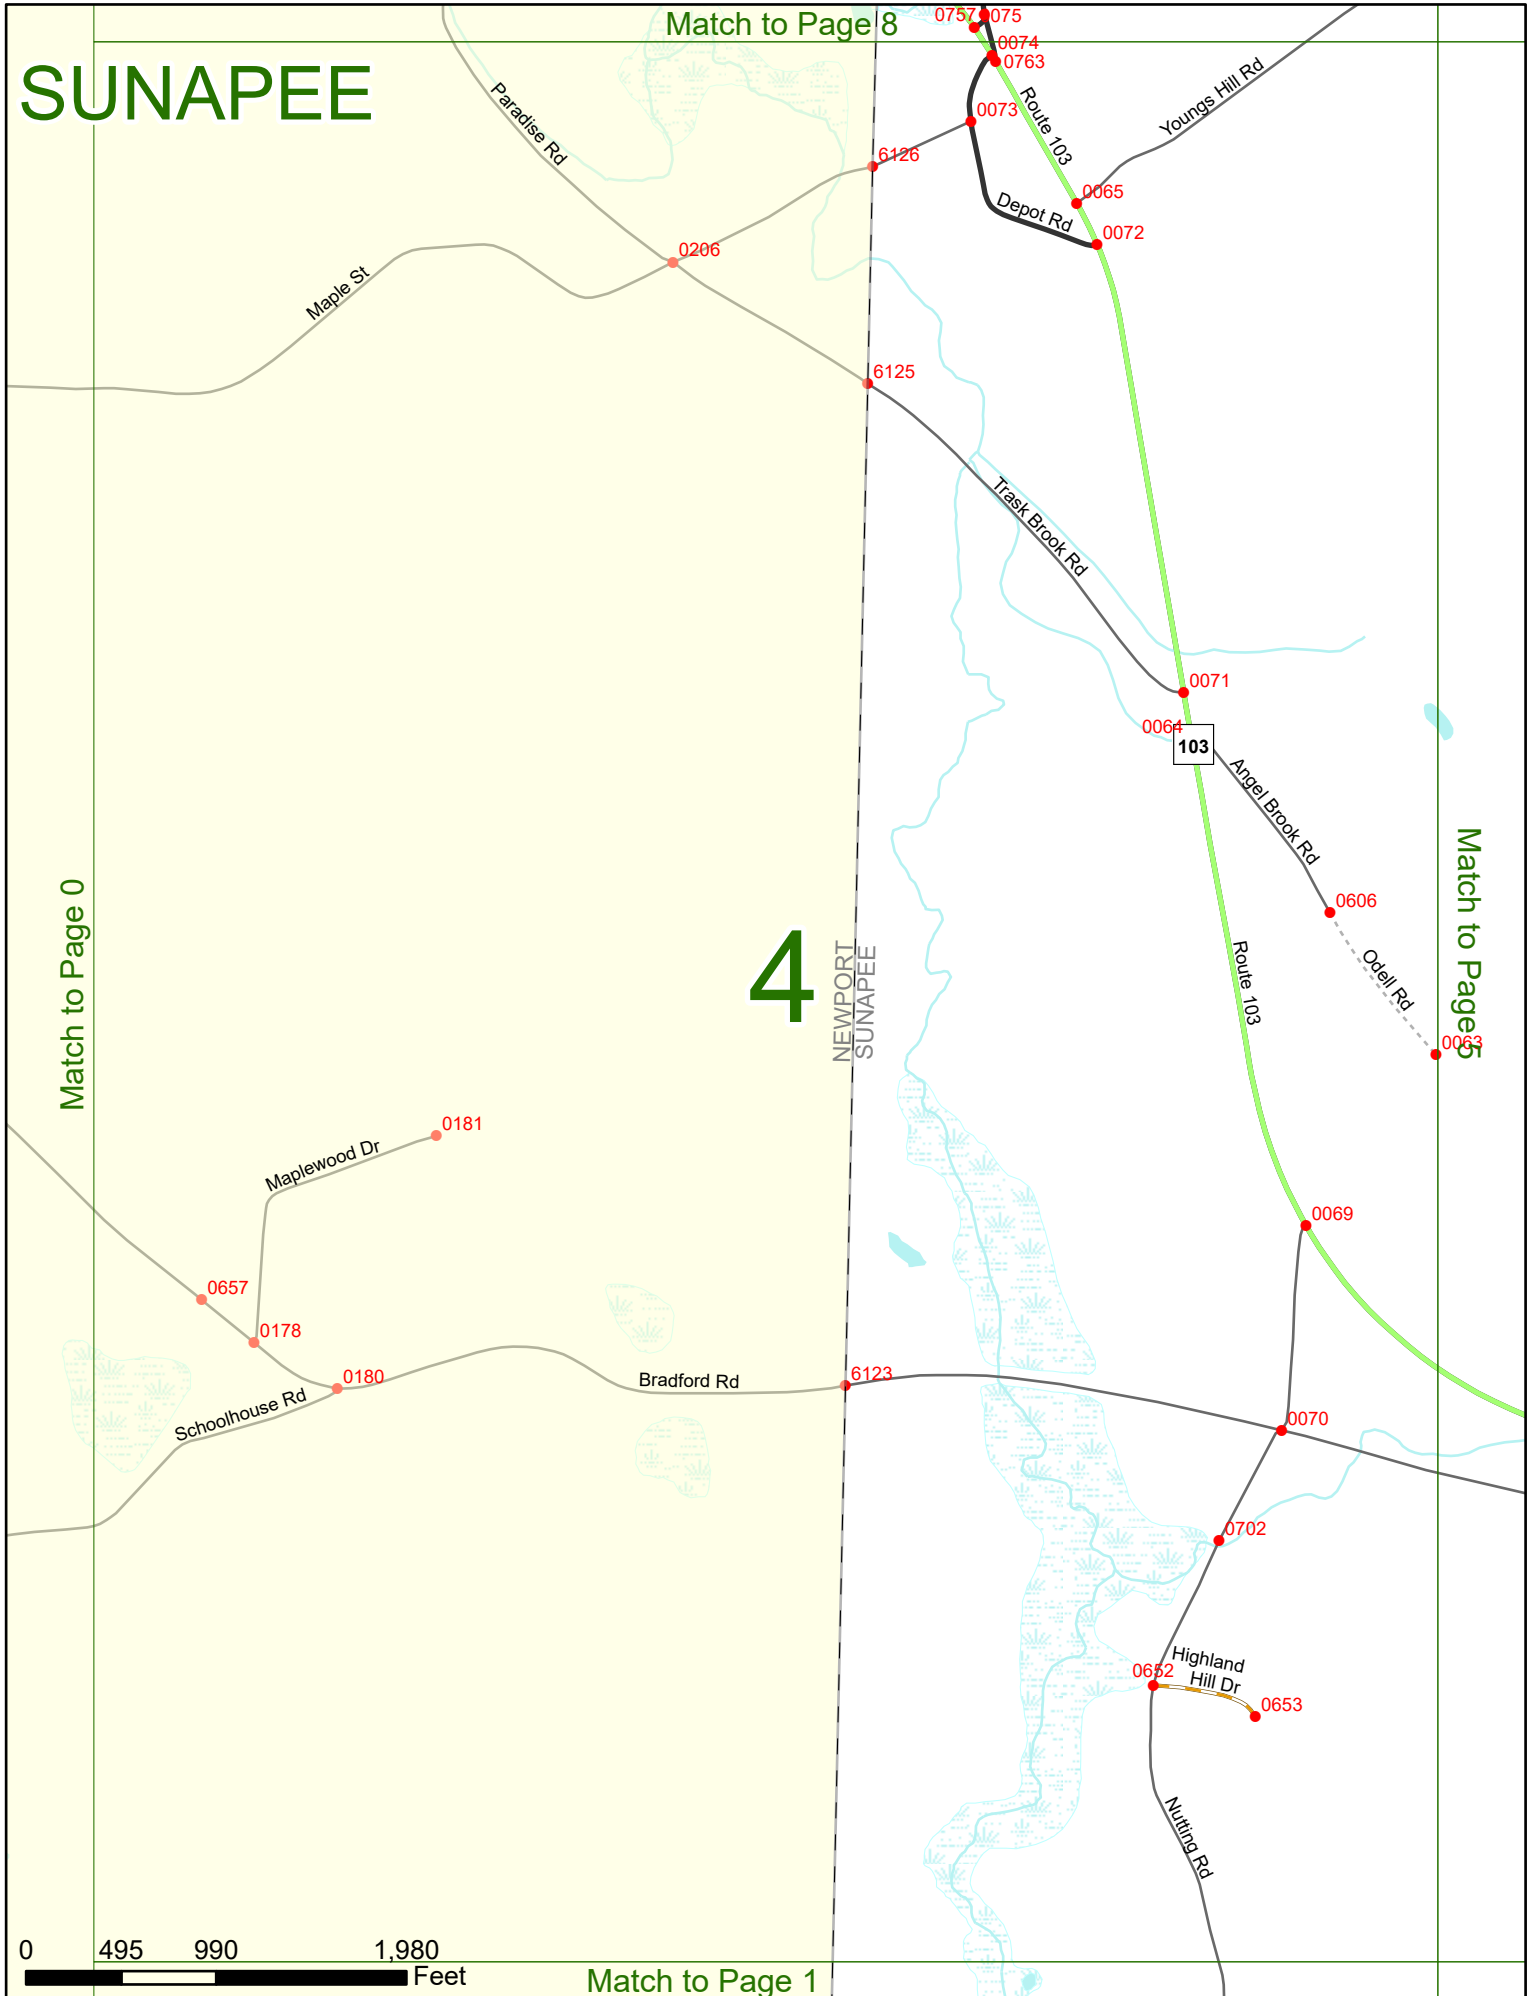 Match to Page 8
SUNAPEE
0757
075
0074
0763
0073
Route 103
Youngs Hill Rd
Paradise Rd
6126
0065
Depot Rd
0072
0206
Maple St
6125
Trask Brook Rd
0071
0064
103
Angel Brook Rd
0606
Odell Rd
0063
Match to Page 5
Match to Page 0
4
NEWPORT
SUNAPEE
Route 103
0181
Maplewood Dr
0069
0657
0178
0180
Schoolhouse Rd
Bradford Rd
6123
0070
0702
Highland
Hill Dr
0652
0653
Nutting Rd
0 495 990 1,980
Feet
Match to Page 1